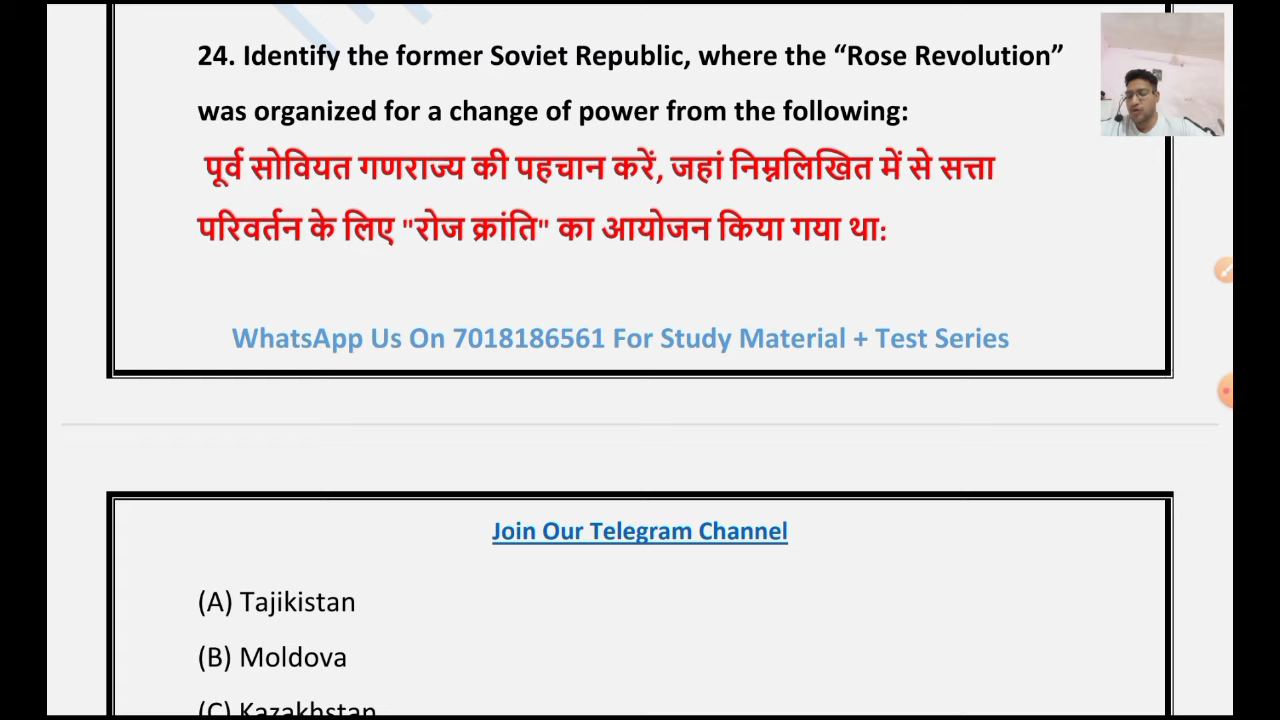 24. Identify the former Soviet Republic, where the “Rose Revolution”
was organized for a change of power from the following:
पूर्व सोवियत गणराज्य की पहचान करें, जहां निम्नलिखित में से सत्ता
परिवर्तन के लिए "रोज क्रांति" का आयोजन किया गया था:
WhatsApp Us On 7018186561 For Study Material + Test Series
Join Our Telegram Channel
(A) Tajikistan
(B) Moldova
(C) Kazakhstan